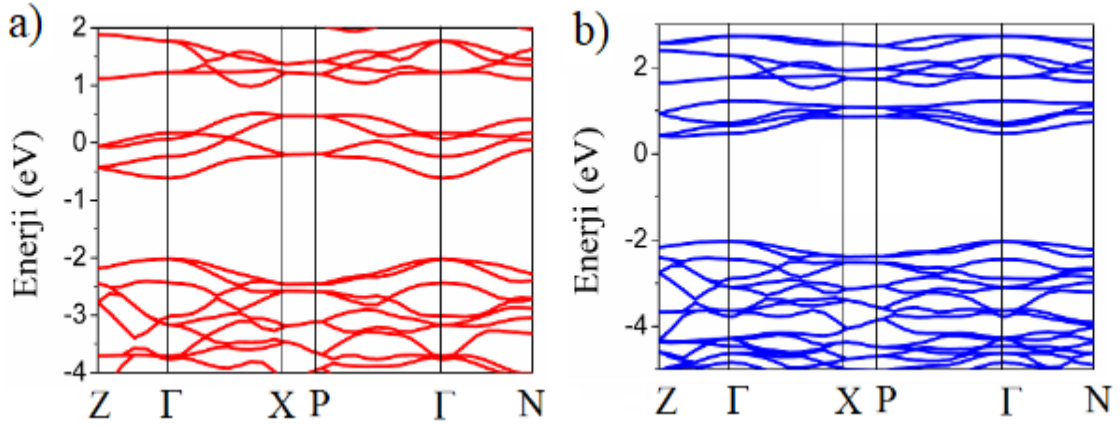 a)
Enerji (eV)
2
1
0
-1
-2
-3
-4
Z Γ X P Γ N
b)
Enerji (eV)
2
0
-2
-4
Z Γ X P Γ N